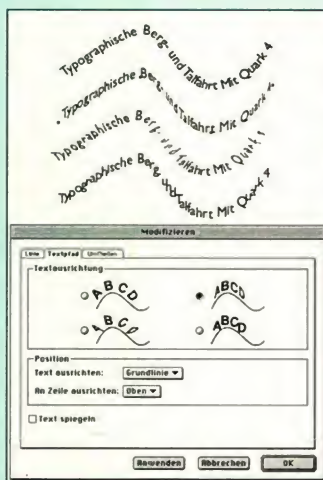 Typographische Berg- und Talfahrt Mit Quark 4
Typographische Berg- und Talfahrt Mit Quark 4
Typographische Berg- und Talfahrt Mit Quark 4
Typographische Berg und Talfahrt Mit Quark 4
Modifizieren
Linie Textpfad Umfließen
Textausrichtung
ABCD ABCD
ABCD ABCD
Position
Text ausrichten: Grundlinie
An Zeile ausrichten: Oben
Text spiegeln
Anwenden Abbrechen OK